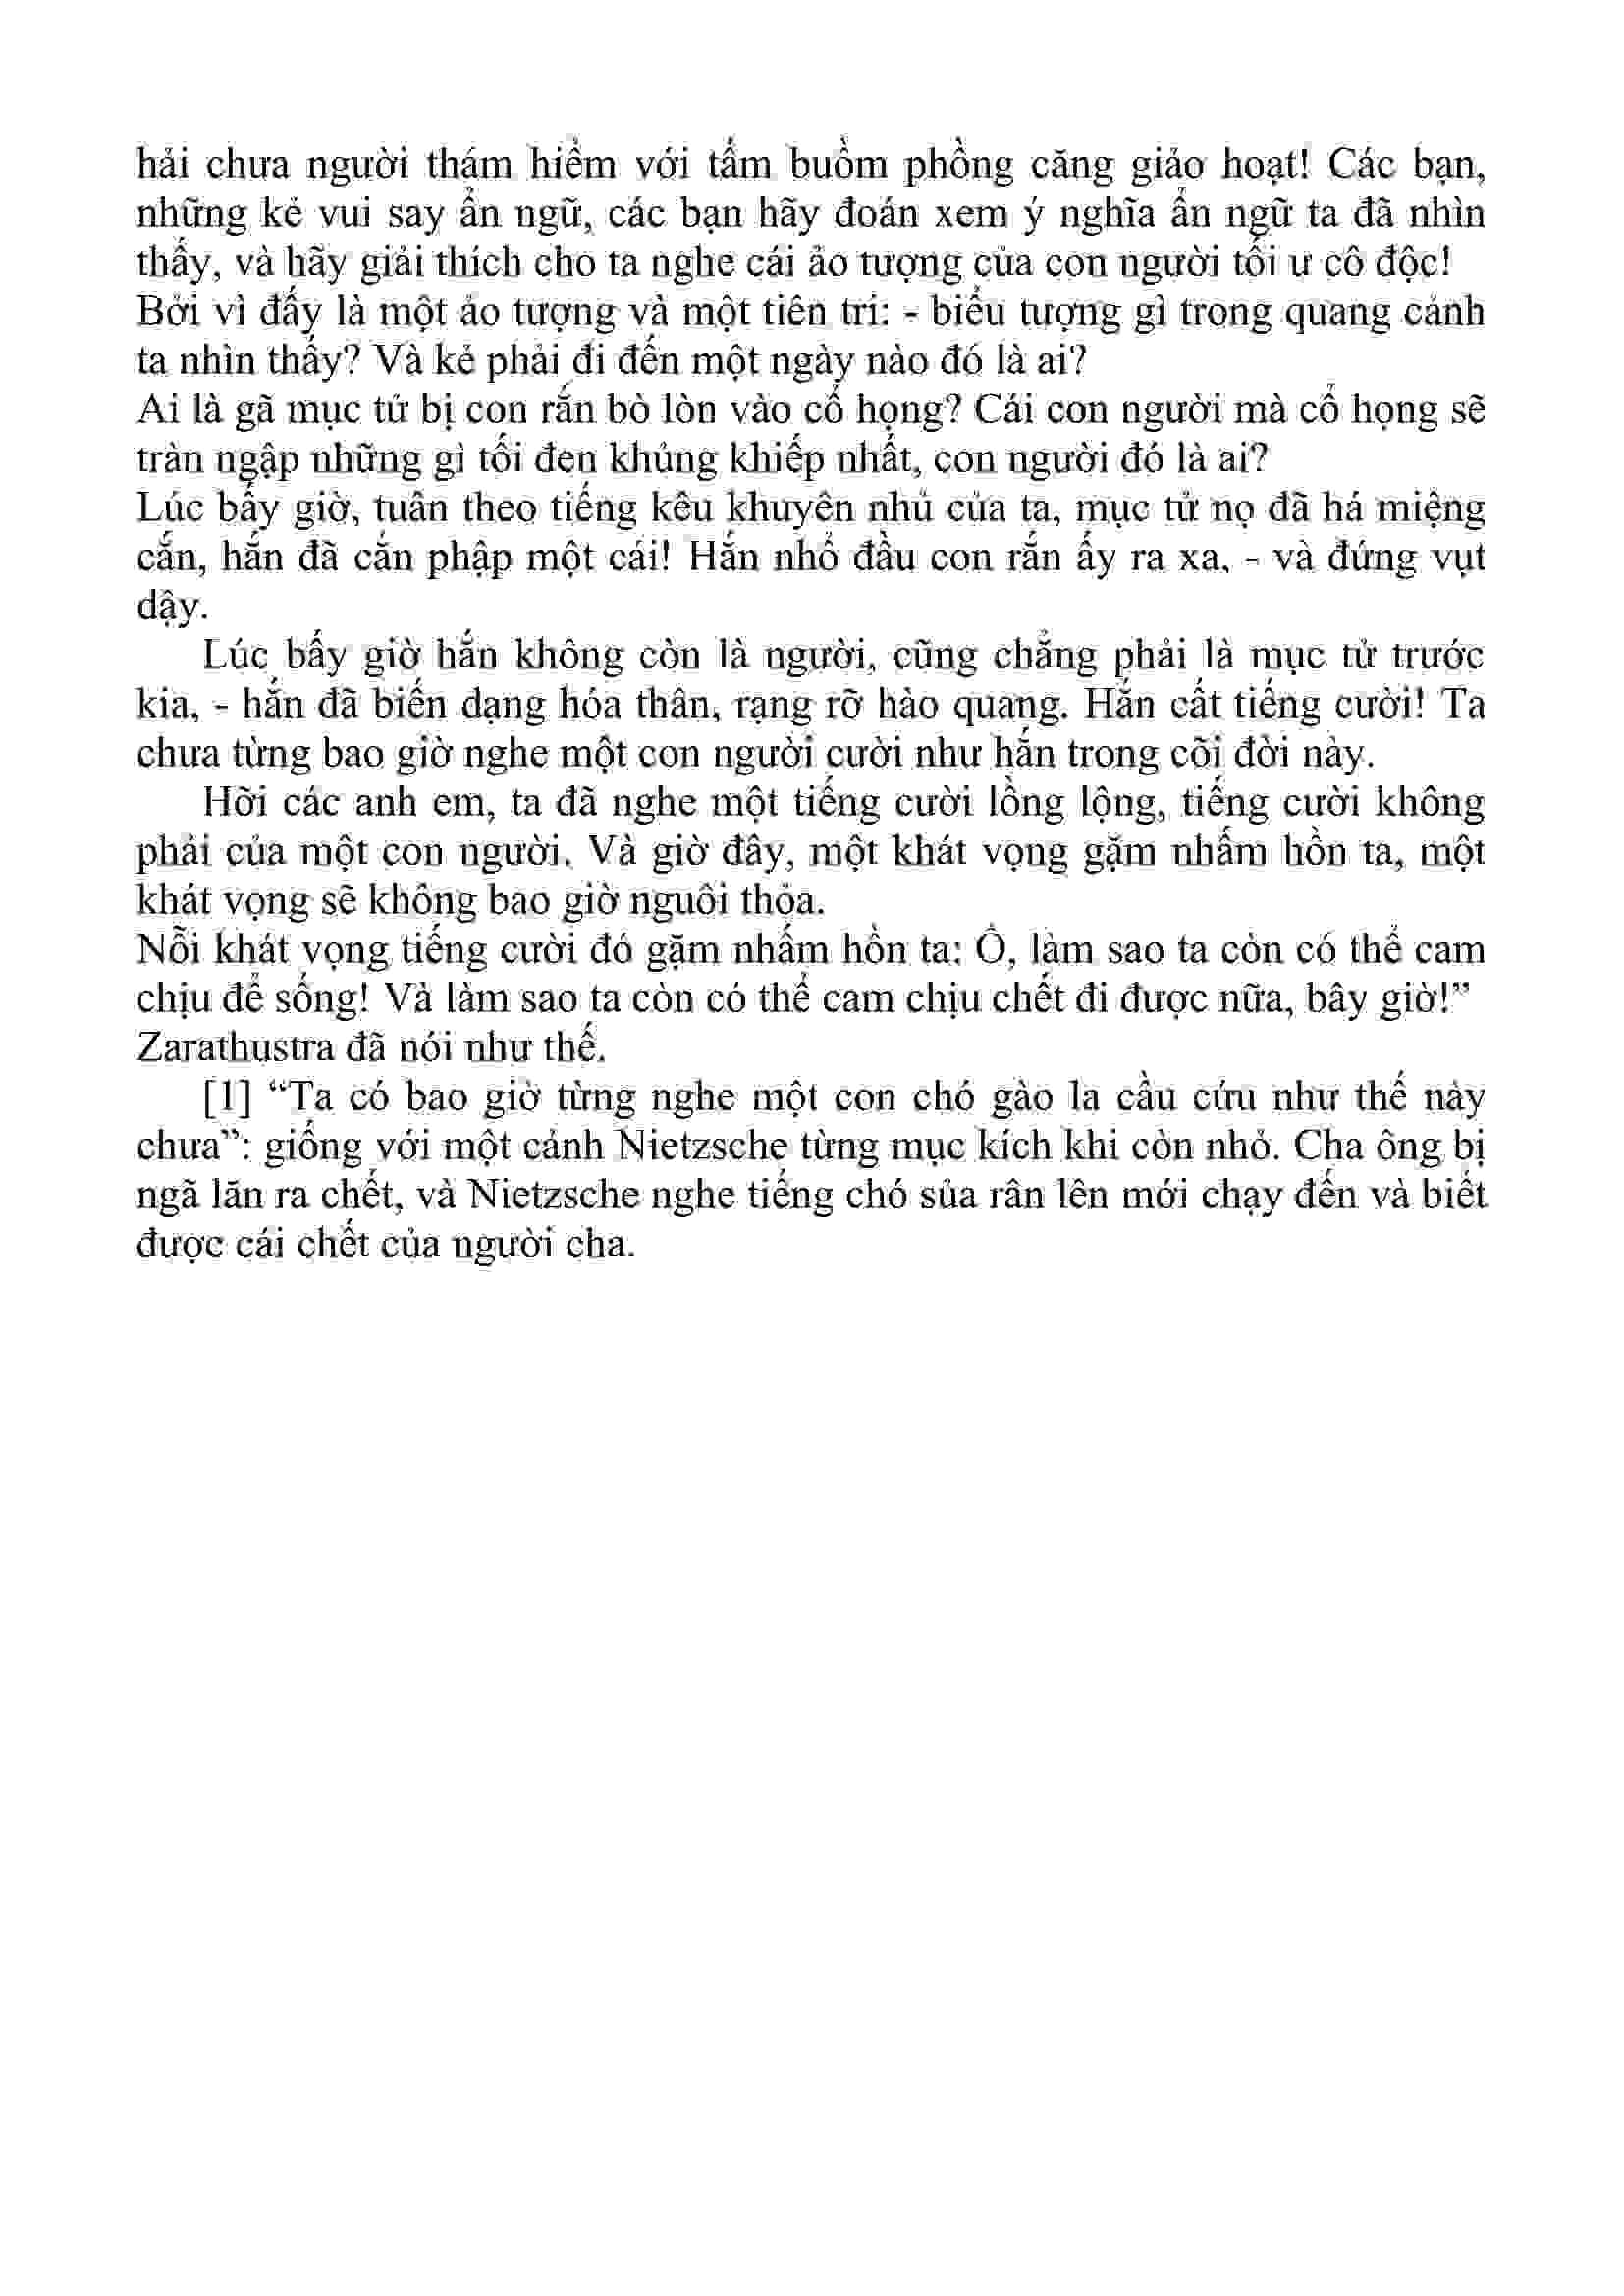 hải chưa người thám hiểm với tấm buồm phồng căng giảo hoạt! Các bạn,
những kẻ vui say ẩn ngữ, các bạn hãy đoán xem ý nghĩa ẩn ngữ ta đã nhìn
thấy, và hãy giải thích cho ta nghe cái ảo tượng của con người tối ư cô độc!
Bởi vì đấy là một ảo tượng và một tiên tri: - biểu tượng gì trong quang cảnh
ta nhìn thấy? Và kẻ phải đi đến một ngày nào đó là ai?
Ai là gã mục tử bị con rắn bò lòn vào cổ họng? Cái con người mà cổ họng sẽ
tràn ngập những gì tối đen khủng khiếp nhất, con người đó là ai?
Lúc bấy giờ, tuân theo tiếng kêu khuyên nhủ của ta, mục tử nọ đã há miệng
cắn, hắn đã cắn phập một cái! Hắn nhổ đầu con rắn ấy ra xa, - và đứng vụt
dậy.
Lúc bấy giờ hắn không còn là người, cũng chẳng phải là mục tử trước
kia, - hắn đã biến dạng hóa thân, rạng rỡ hào quang. Hắn cất tiếng cười! Ta
chưa từng bao giờ nghe một con người cười như hắn trong cõi đời này.
Hỡi các anh em, ta đã nghe một tiếng cười lồng lộng, tiếng cười không
phải của một con người. Và giờ đây, một khát vọng gặm nhấm hồn ta, một
khát vọng sẽ không bao giờ nguôi thỏa.
Nỗi khát vọng tiếng cười đó gặm nhấm hồn ta: Ồ, làm sao ta còn có thể cam
chịu để sống! Và làm sao ta còn có thể cam chịu chết đi được nữa, bây giờ!”
Zarathustra đã nói như thế.
[1] “Ta có bao giờ từng nghe một con chó gào la cầu cứu như thế này
chưa”: giống với một cảnh Nietzsche từng mục kích khi còn nhỏ. Cha ông bị
ngã lăn ra chết, và Nietzsche nghe tiếng chó sủa rân lên mới chạy đến và biết
được cái chết của người cha.